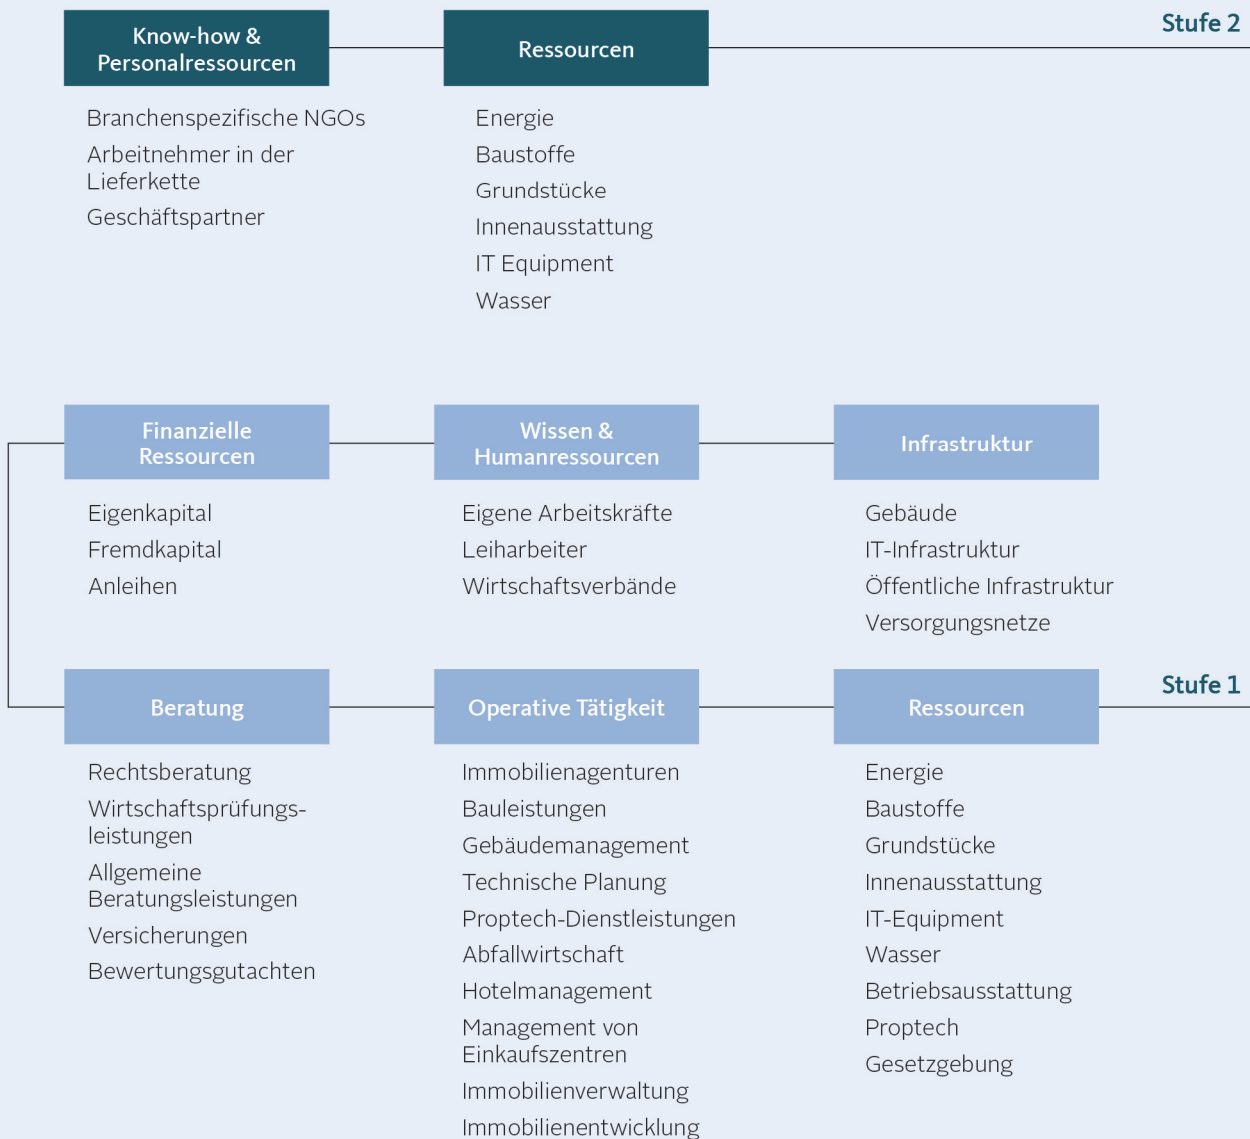 Stufe 2
Know-how &
Personalressourcen
Branchenspezifische NGOs
Arbeitnehmer in der
Lieferkette
Geschäftspartner
Ressourcen
Energie
Baustoffe
Grundstücke
Innenausstattung
IT Equipment
Wasser
Finanzielle
Ressourcen
Eigenkapital
Fremdkapital
Anleihen
Wissen &
Humanressourcen
Eigene Arbeitskräfte
Leiharbeiter
Wirtschaftsverbände
Infrastruktur
Gebäude
IT-Infrastruktur
Öffentliche Infrastruktur
Versorgungsnetze
Stufe 1
Beratung
Rechtsberatung
Wirtschaftsprüfungs-
leistungen
Allgemeine
Beratungsleistungen
Versicherungen
Bewertungsgutachten
Operative Tätigkeit
Immobilienagenturen
Bauleistungen
Gebäudemanagement
Technische Planung
Proptech-Dienstleistungen
Abfallwirtschaft
Hotelmanagement
Management von
Einkaufszentren
Immobilienverwaltung
Immobilienentwicklung
Ressourcen
Energie
Baustoffe
Grundstücke
Innenausstattung
IT-Equipment
Wasser
Betriebsausstattung
Proptech
Gesetzgebung